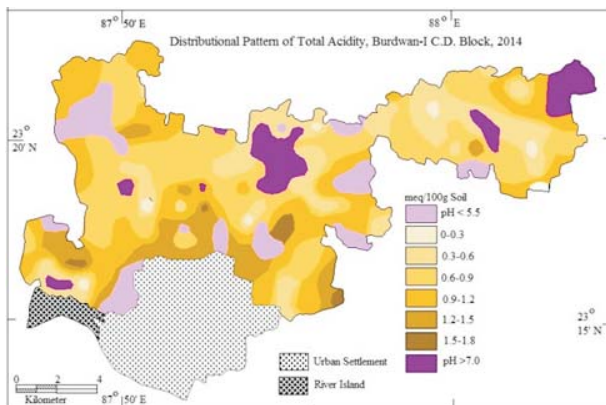 87° 50' E
88° E
Distributional Pattern of Total Acidity, Burdwan-I C.D. Block, 2014
23°
20' N
meq/100g Soil
pH < 5.5
0-0.3
0.3-0.6
0.6-0.9
0.9-1.2
1.2-1.5
1.5-1.8
pH >7.0
23°
15' N
Urban Settlement
River Island
0 2 4
Kilometer
87° 50' E
88° E